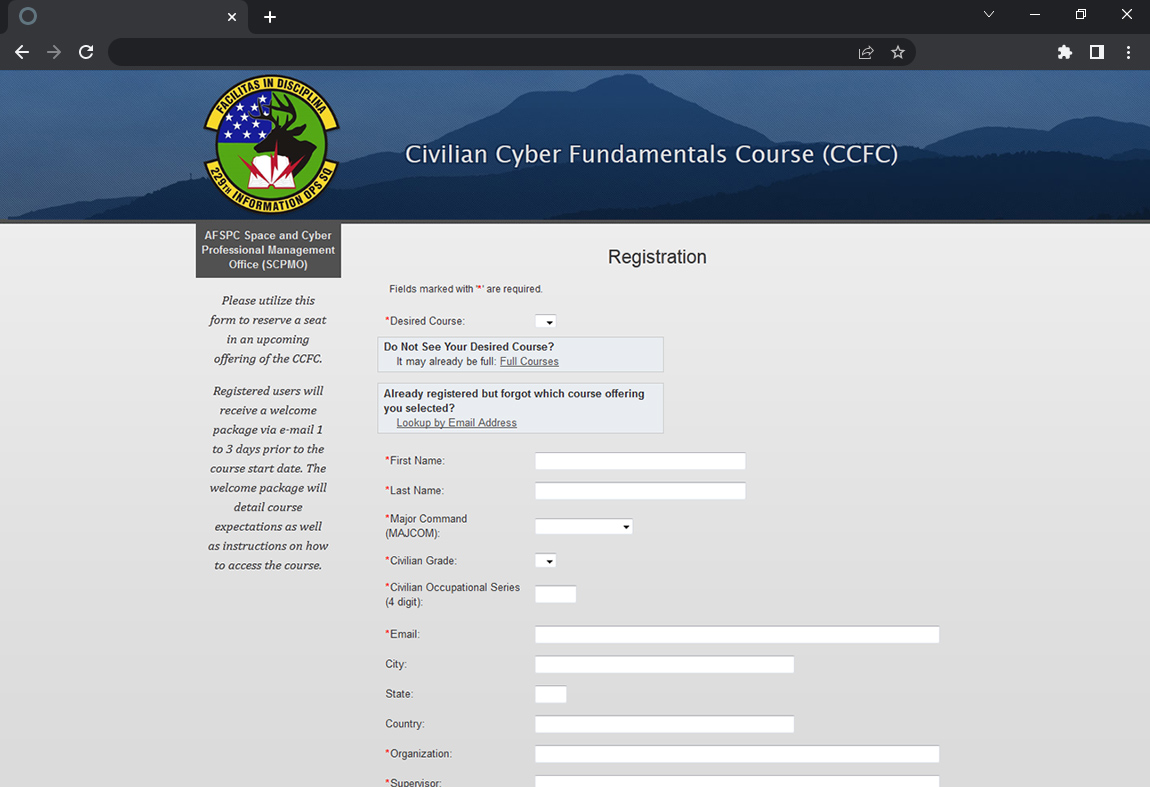 FACILITAS IN DISCIPLINA
229TH INFORMATION OPS SQ
Civilian Cyber Fundamentals Course (CCFC)
AFSPC Space and Cyber
Professional Management
Office (SCPMO)
Please utilize this
form to reserve a seat
in an upcoming
offering of the CCFC.
Registered users will
receive a welcome
package via e-mail 1
to 3 days prior to the
course start date. The
welcome package will
detail course
expectations as well
as instructions on how
to access the course.
Registration
Fields marked with '*' are required.
*Desired Course:
Do Not See Your Desired Course?
It may already be full: Full Courses
Already registered but forgot which course offering
you selected?
Lookup by Email Address
*First Name:
*Last Name:
*Major Command
(MAJCOM):
*Civilian Grade:
*Civilian Occupational Series
(4 digit):
*Email:
City:
State:
Country:
*Organization:
*Supervisor: